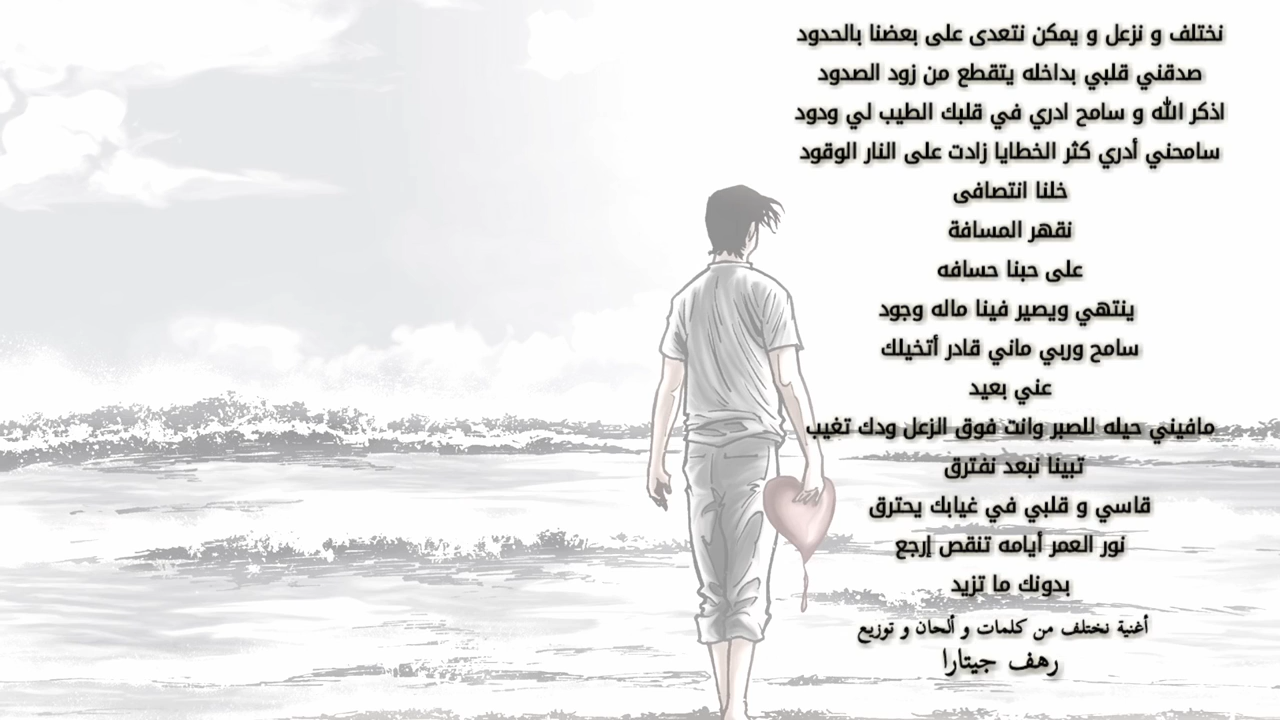 نختلف و نزعل و يمكن نتعدى على بعضنا بالحدود
صدقني قلبي بداخله يتقطع من زود الصدود
اذكر الله و سامح ادري في قلبك الطيب لي ودود
سامحني أدري كثر الخطايا زادت على النار الوقود
خلنا انتصافى
نقهر المسافة
على حبنا حسافه
ينتهي ويصير فينا ماله وجود
سامح وربي ماني قادر أتخيلك
عني بعيد
مافيني حيله للصبر وانت فوق الزعل ودك تغيب
تبينا نبعد نفترق
قاسي و قلبي في غيابك يحترق
نور العمر أيامه تنقص إرجع
بدونك ما تزيد
أغنية نختلف من كلمات و ألحان و توزيع
رهف جيتارا